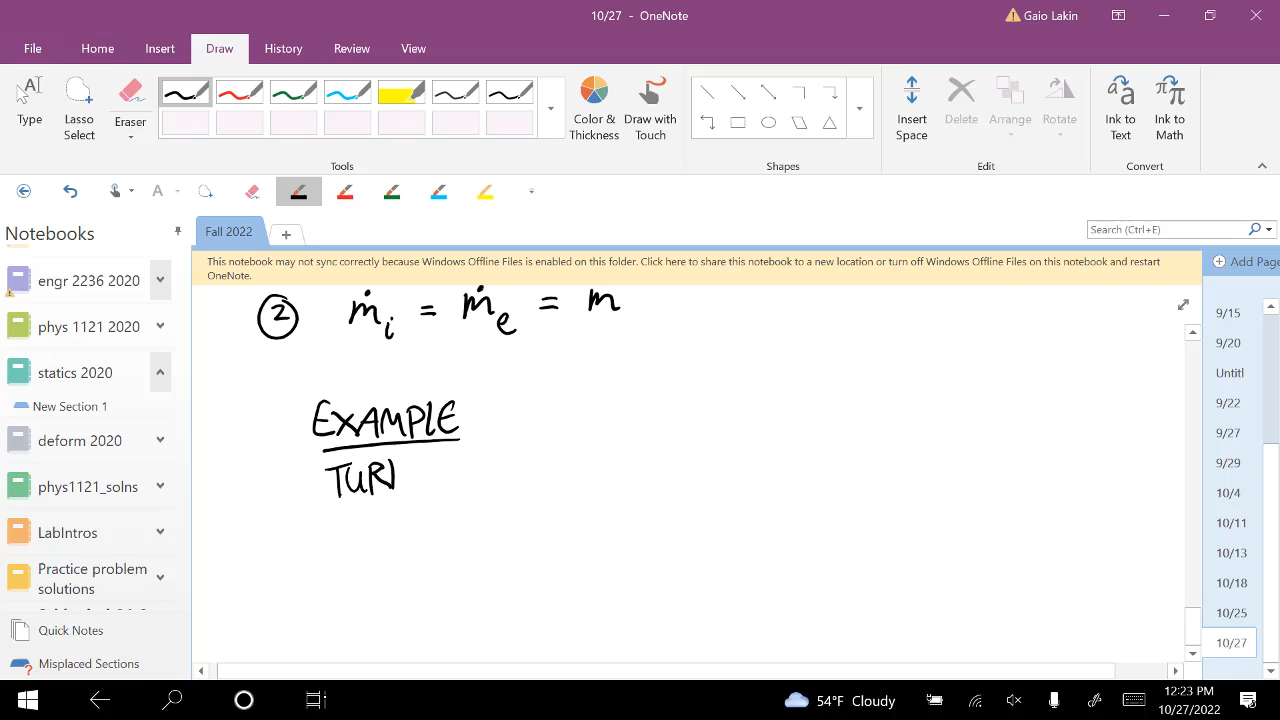 10/27 - OneNote
Gaio Lakin
File Home Insert Draw History Review View
Type
Lasso Select
Eraser
Color & Thickness
Draw with Touch
Insert Space
Delete
Arrange
Rotate
Ink to Text
Ink to Math
Tools
Shapes
Edit
Convert
Notebooks
Fall 2022
Search (Ctrl+E)
This notebook may not sync correctly because Windows Offline Files is enabled on this folder. Click here to share this notebook to a new location or turn off Windows Offline Files on this notebook and restart
OneNote.
Add Page
engr 2236 2020
phys 1121 2020
statics 2020
New Section 1
deform 2020
phys1121_solns
LabIntros
Practice problem
solutions
Quick Notes
Misplaced Sections
② ṁi = ṁe = m
EXAMPLE
TUR
9/15
9/20
Untitl
9/22
9/27
9/29
10/4
10/11
10/13
10/18
10/25
10/27
54°F Cloudy
12:23 PM
10/27/2022